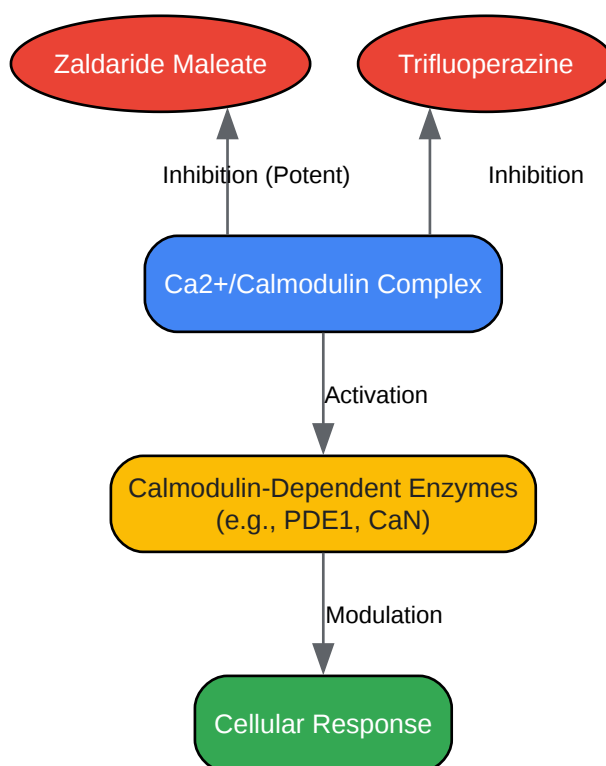 Zaldaride Maleate
Trifluoperazine
Inhibition (Potent)
Inhibition
Ca2+/Calmodulin Complex
Activation
Calmodulin-Dependent Enzymes
(e.g., PDE1, CaN)
Modulation
Cellular Response